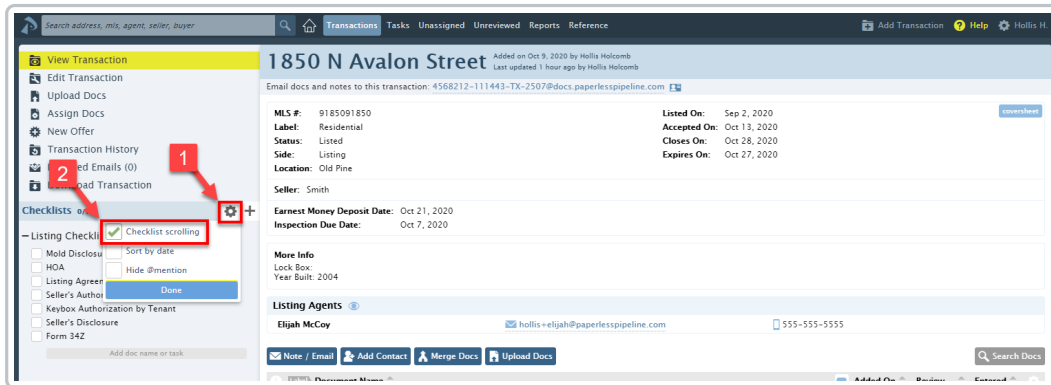 Search address, mls, agent, seller, buyer
Transactions Tasks Unassigned Unreviewed Reports Reference
Add Transaction Help Hollis H.
View Transaction
Edit Transaction
Upload Docs
Assign Docs
New Offer
Transaction History
ed Emails (0)
ad Transaction
1
2
Checklists
Listing Checkli
Checklist scrolling
Sort by date
Hide @mention
Done
Mold Disclosu
HOA
Listing Agreen
Seller's Author
Keybox Authorization by Tenant
Seller's Disclosure
Form 34Z
Add doc name or task
1850 N Avalon Street
Added on Oct 9, 2020 by Hollis Holcomb
Last updated 1 hour ago by Hollis Holcomb
Email docs and notes to this transaction: 4568212-111443-TX-2507@docs.paperlesspipeline.com
coversheet
MLS #: 9185091850 Listed On: Sep 2, 2020
Label: Residential Accepted On: Oct 13, 2020
Status: Listed Closes On: Oct 28, 2020
Side: Listing Expires On: Oct 27, 2020
Location: Old Pine
Seller: Smith
Earnest Money Deposit Date: Oct 21, 2020
Inspection Due Date: Oct 7, 2020
More Info
Lock Box:
Year Built: 2004
Listing Agents
Elijah McCoy hollis+elijah@paperlesspipeline.com 555-555-5555
Note / Email Add Contact Merge Docs Upload Docs Search Docs
Label Document Name Added On Review Entered